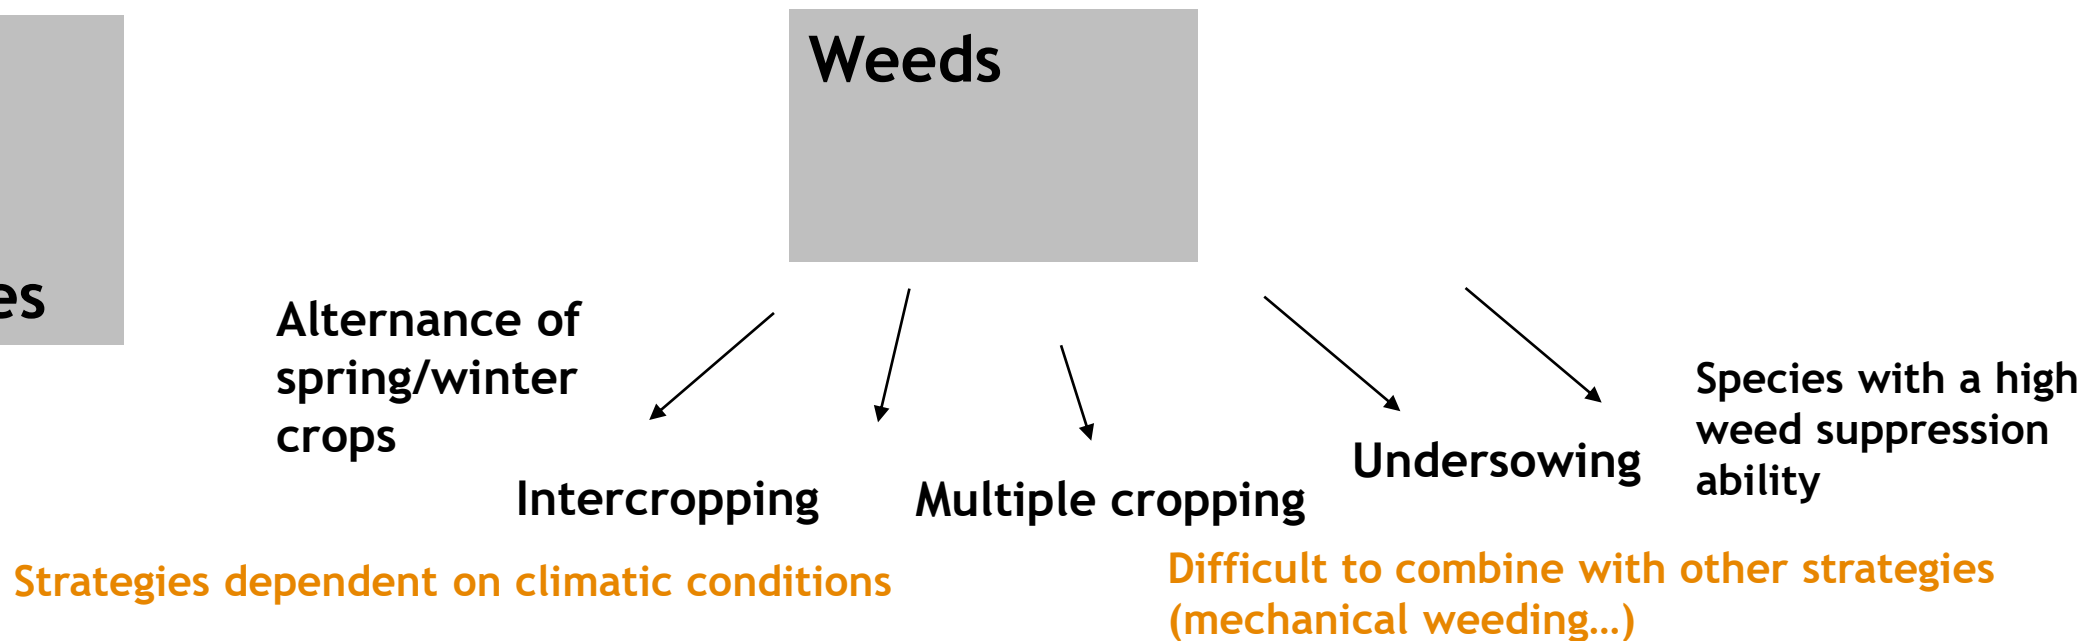 Weeds
es
Alternance of
spring/winter
crops
Intercropping
Multiple cropping
Undersowing
Species with a high
weed suppression
ability
Strategies dependent on climatic conditions
Difficult to combine with other strategies
(mechanical weeding…)